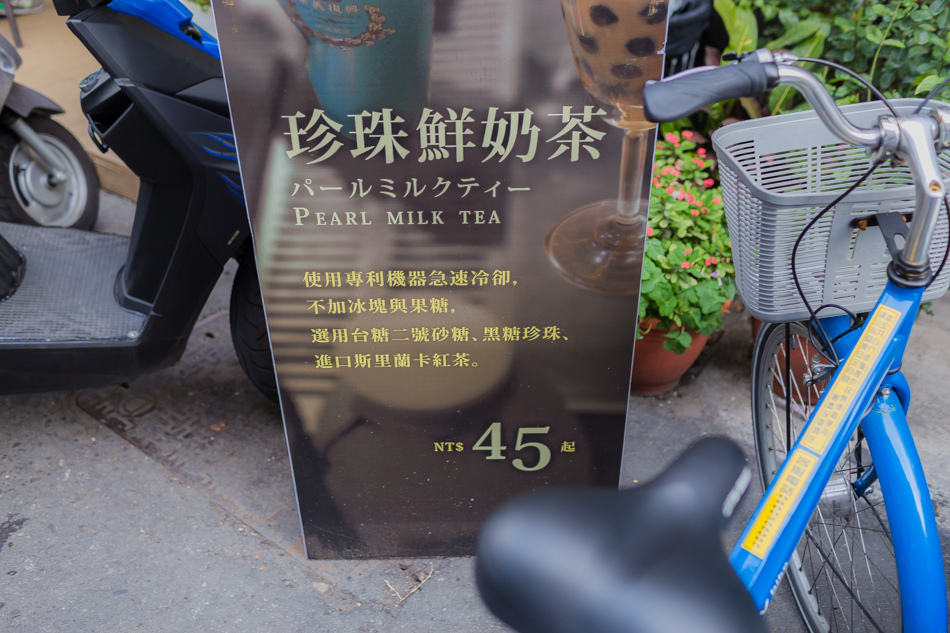 珍珠鮮奶茶
パールミルクティー
PEARL MILK TEA
使用專利機器急速冷卻,
不加冰塊與果糖,
選用台糖二號砂糖、黑糖珍珠、
進口斯里蘭卡紅茶。
NT$ 45 起